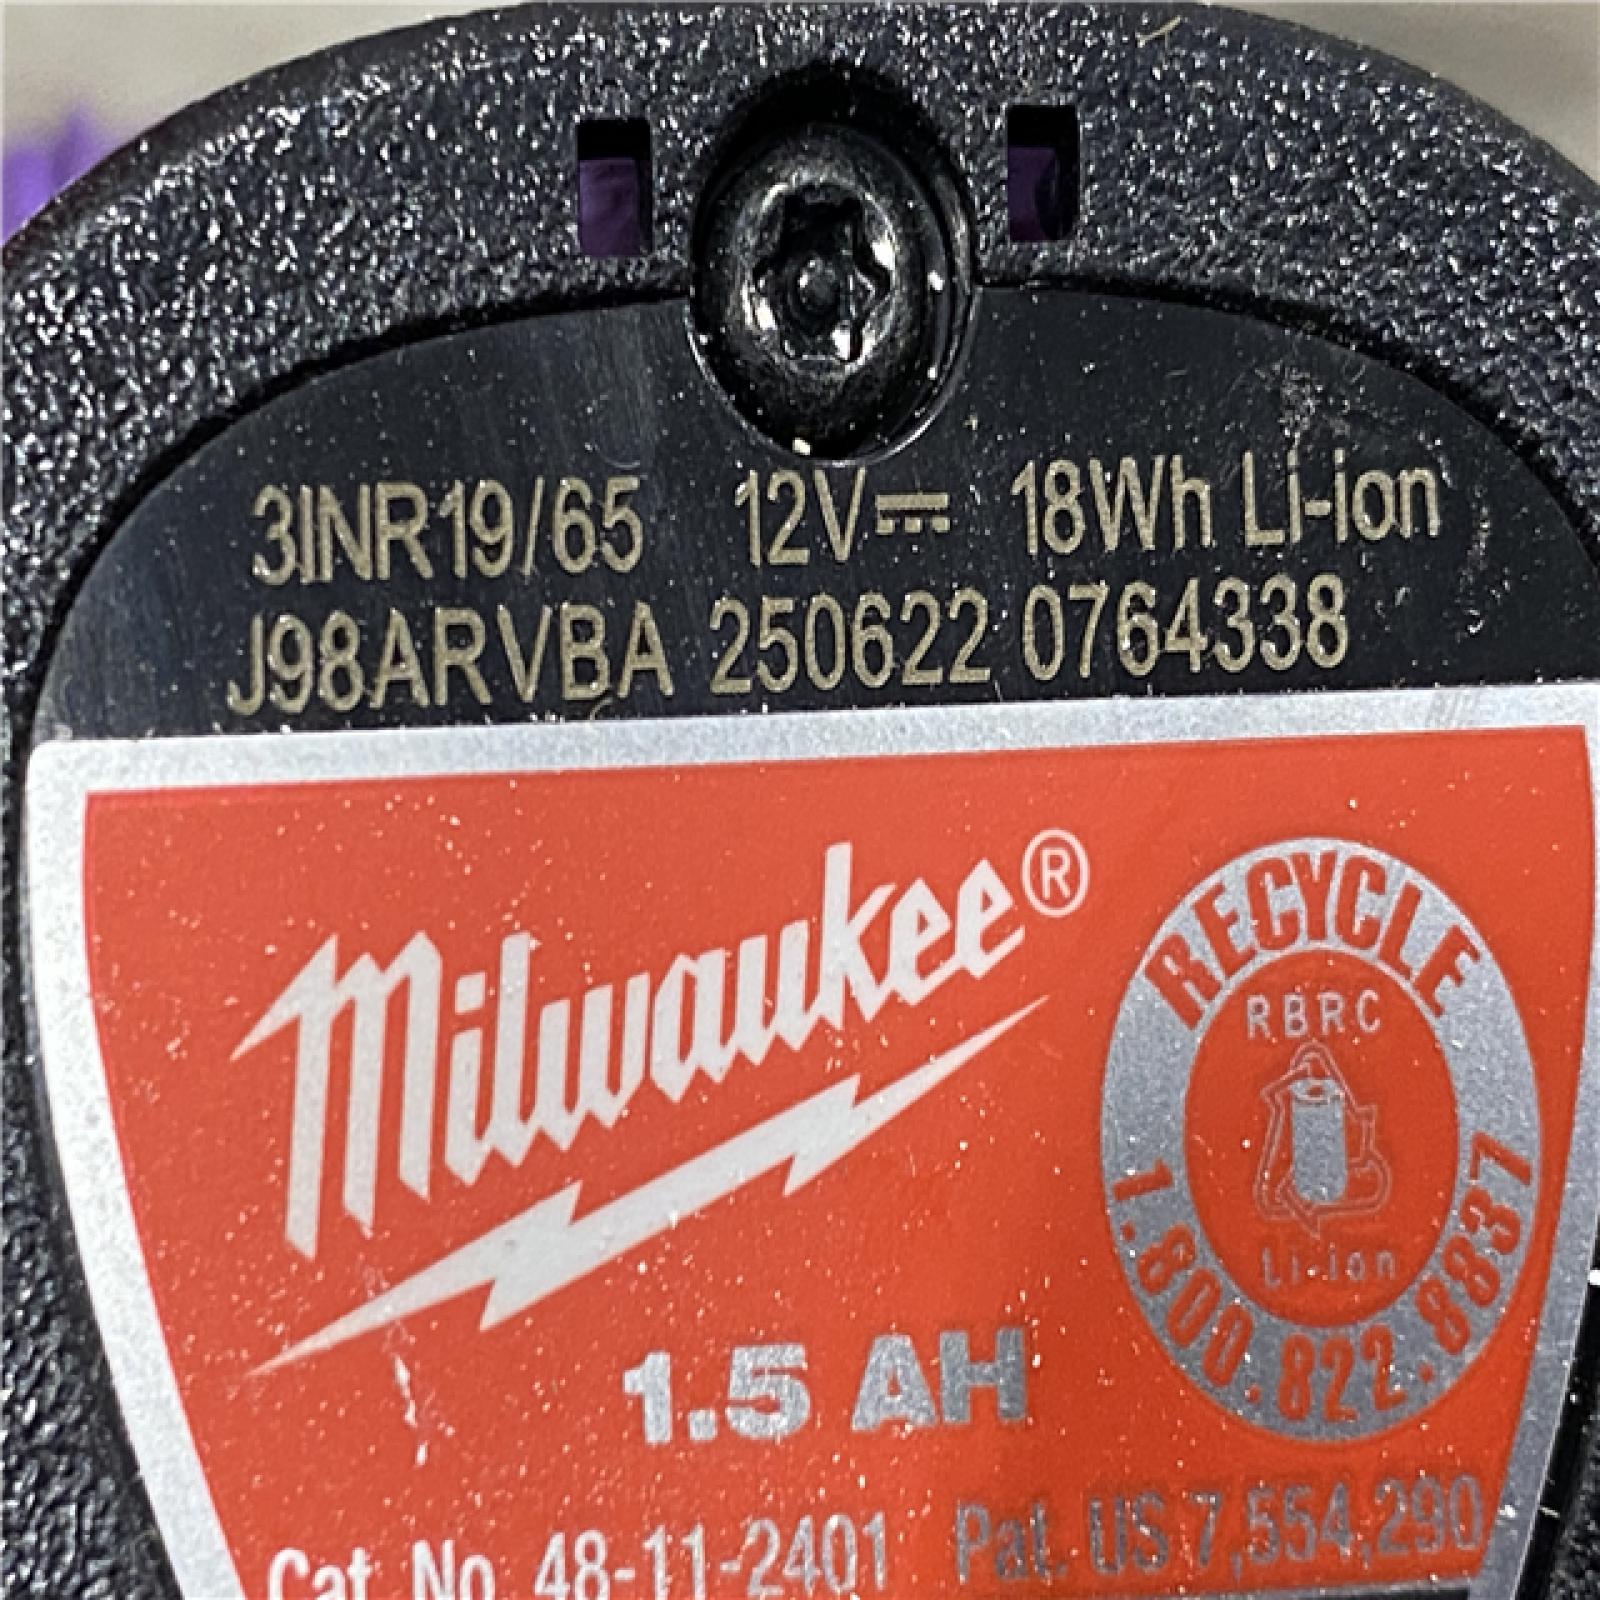 3INR19/65 12V⎓ 18Wh Li-ion
J98ARVBA 250622 0764338
Milwaukee®
RECYCLE
RBRC
Li-ion
1.800.822.8837
1.5 AH
Cat. No. 48-11-2401 Pat. US 7,554,290